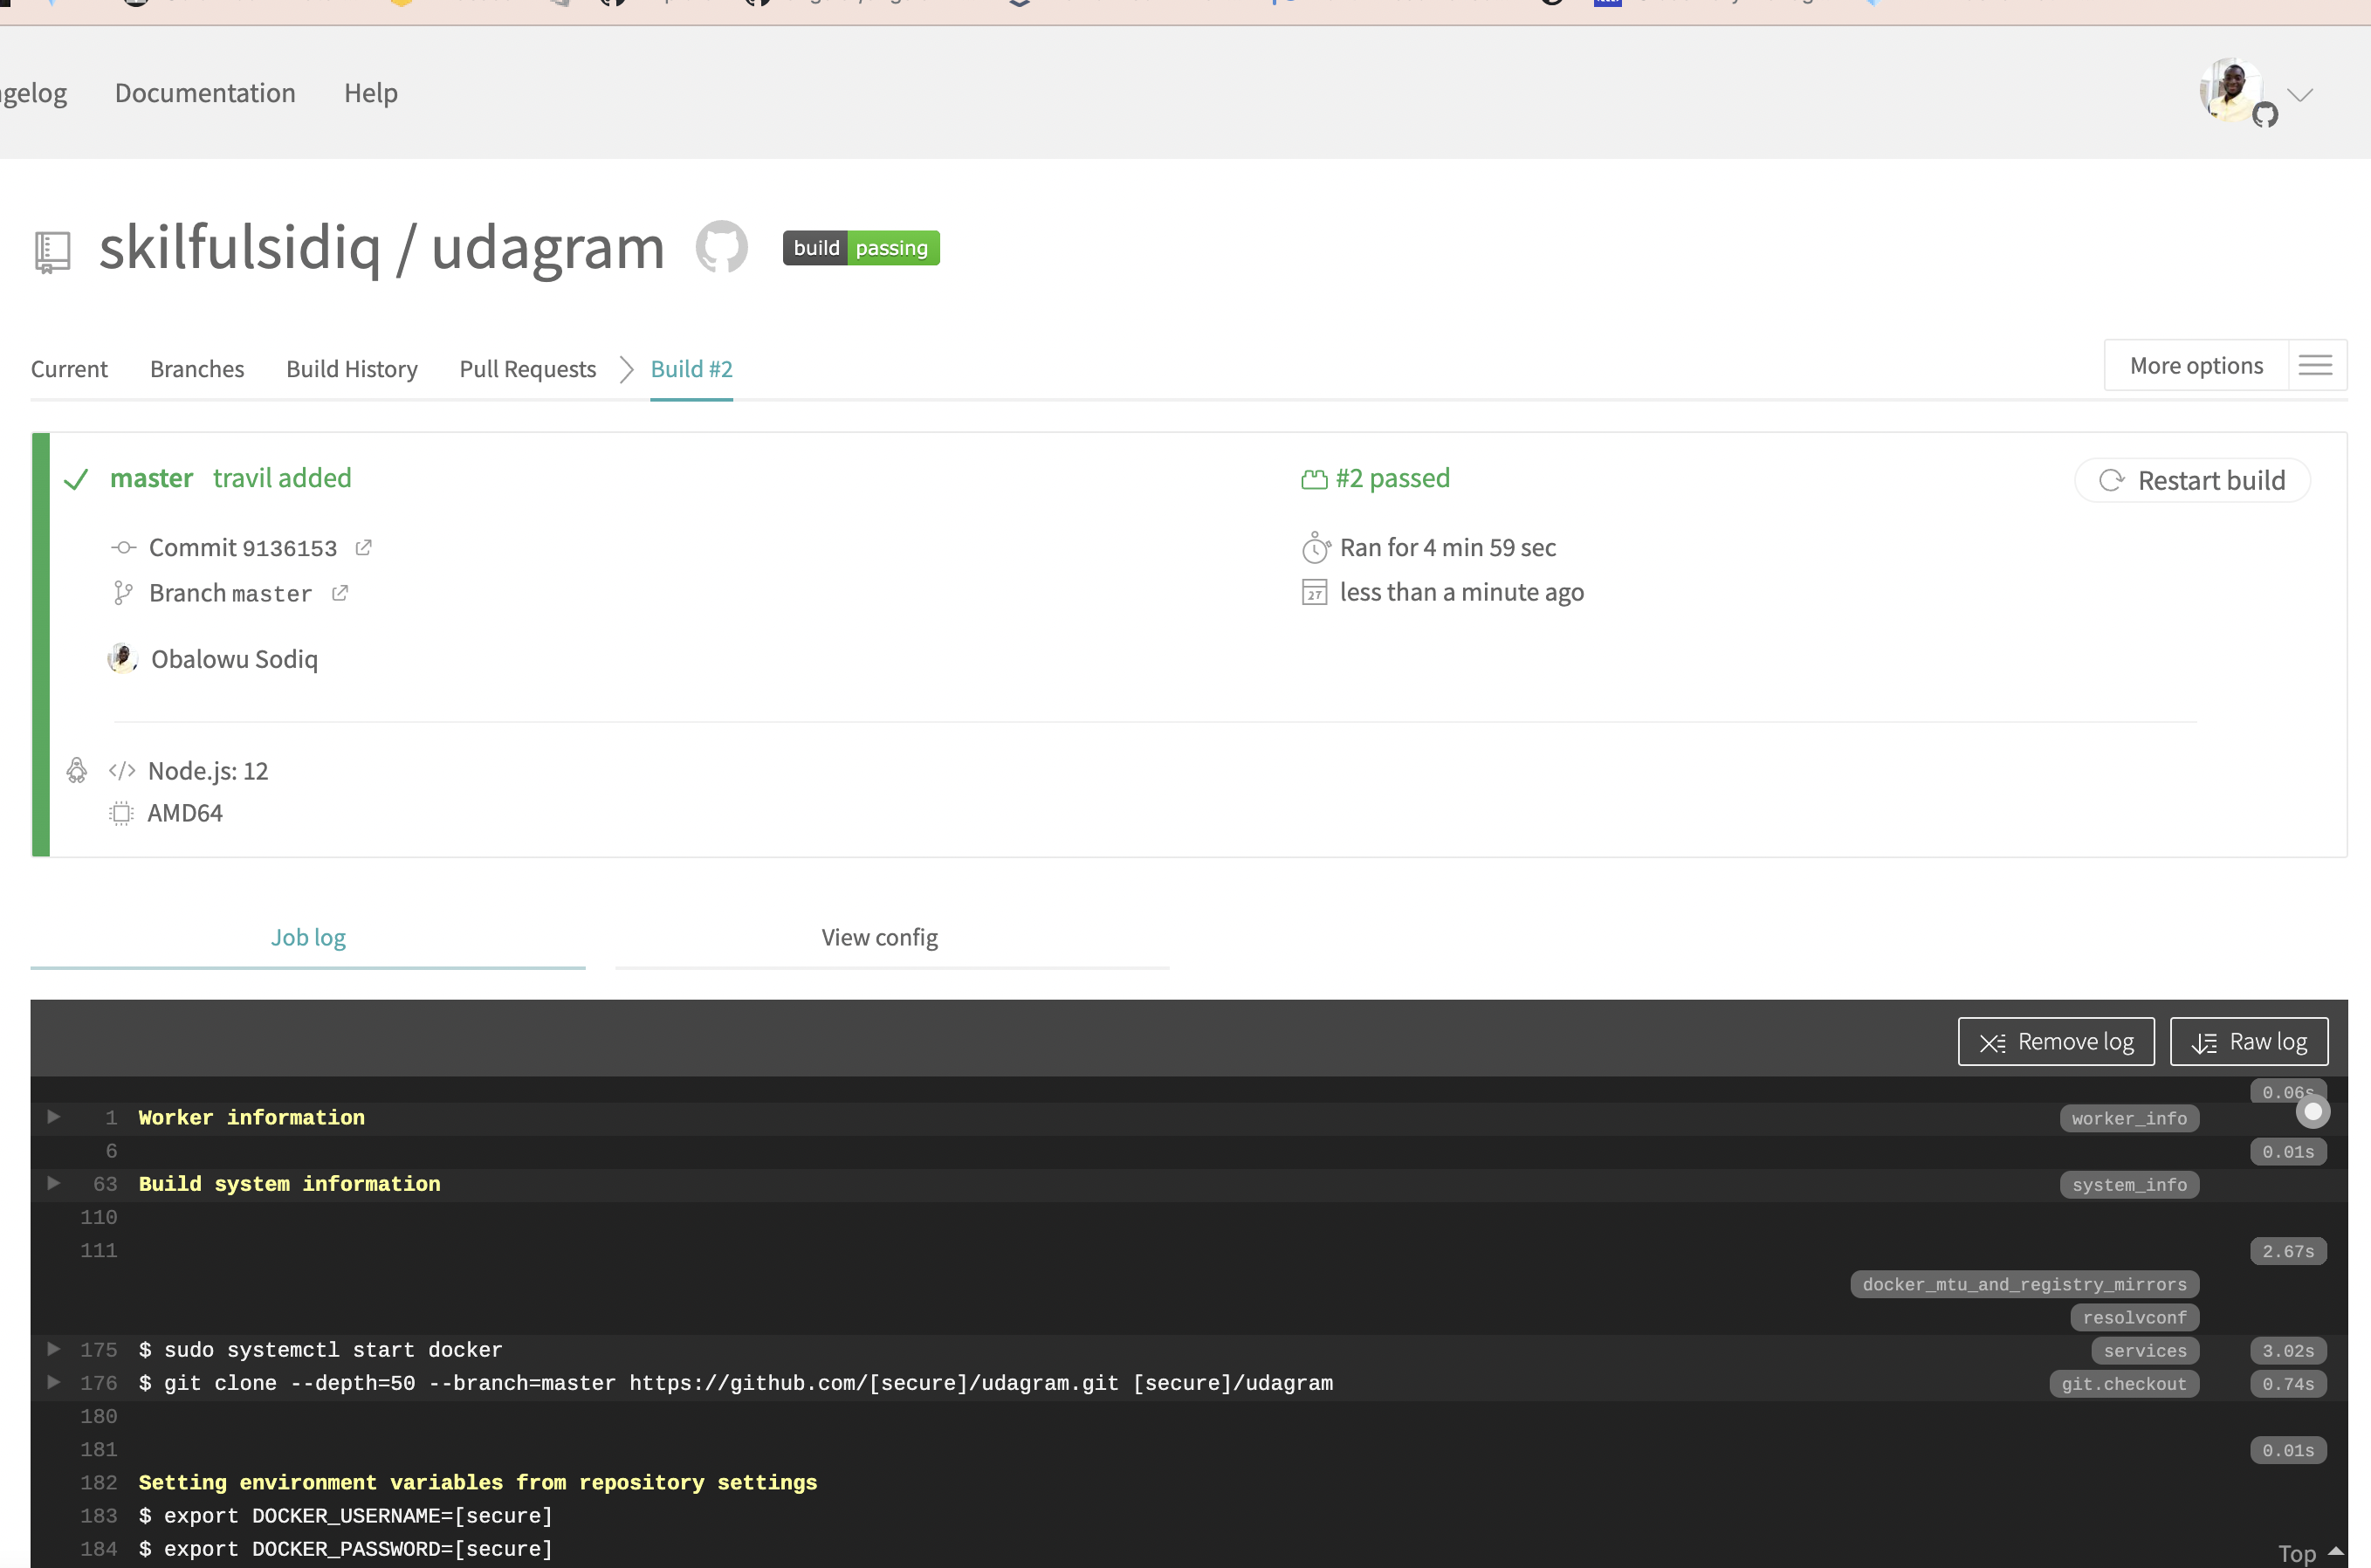 Documentation
Help
skilfulsidiq / udagram
build passing
Current
Branches
Build History
Pull Requests
Build #2
More options
master travil added
#2 passed
Restart build
Commit 9136153
Ran for 4 min 59 sec
Branch master
less than a minute ago
27
Obalowu Sodiq
</> Node.js: 12
AMD64
Job log
View config
Remove log
Raw log
0.06s
1 Worker information worker_info
6 0.01s
63 Build system information system_info
110
111 2.67s
docker_mtu_and_registry_mirrors
resolvconf
175 $ sudo systemctl start docker services 3.02s
176 $ git clone --depth=50 --branch=master https://github.com/[secure]/udagram.git [secure]/udagram git.checkout 0.74s
180
181 0.01s
182 Setting environment variables from repository settings
183 $ export DOCKER_USERNAME=[secure]
184 $ export DOCKER_PASSWORD=[secure]
Top